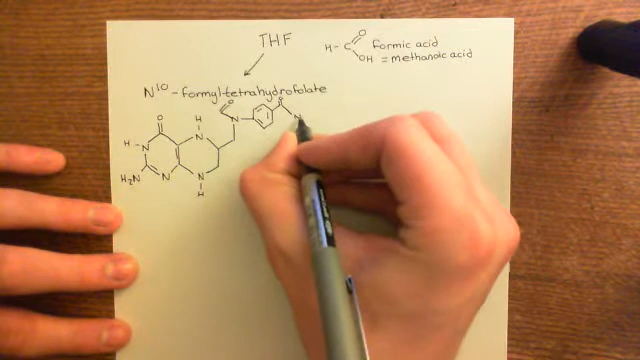 THF
H-C
O
OH
formic acid
= methanoic acid
N10-formyl-tetrahydrofolate
O
O
O
H
N
N
N
H
N
H2N
N
N
H